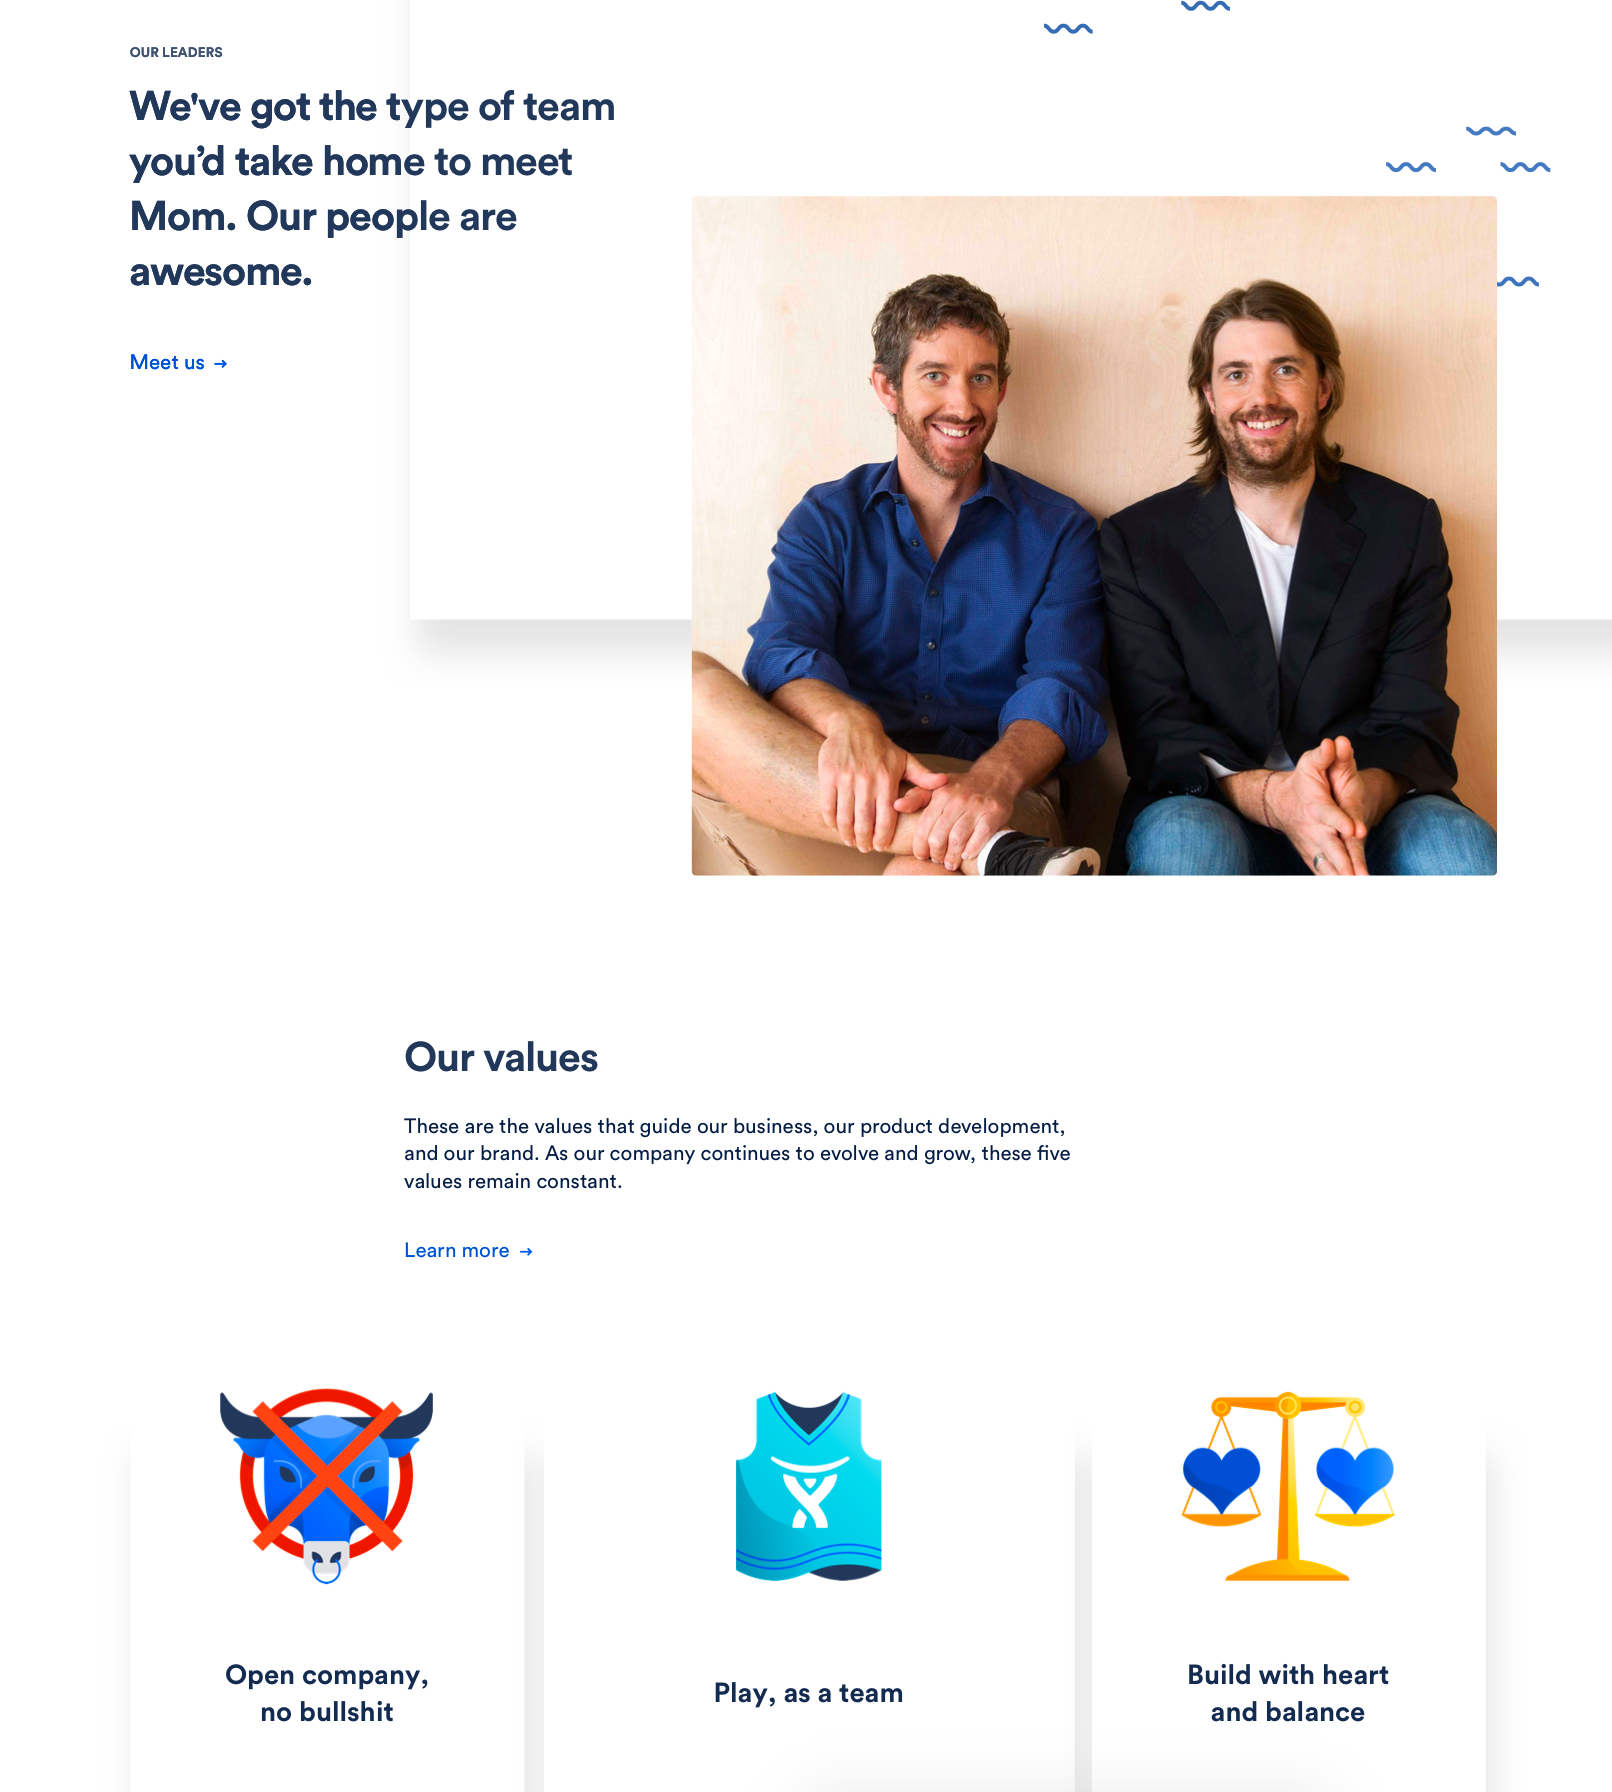 OUR LEADERS
We've got the type of team
you’d take home to meet
Mom. Our people are
awesome.
Meet us →
Our values
These are the values that guide our business, our product development,
and our brand. As our company continues to evolve and grow, these five
values remain constant.
Learn more →
Open company,
no bullshit
Play, as a team
Build with heart
and balance